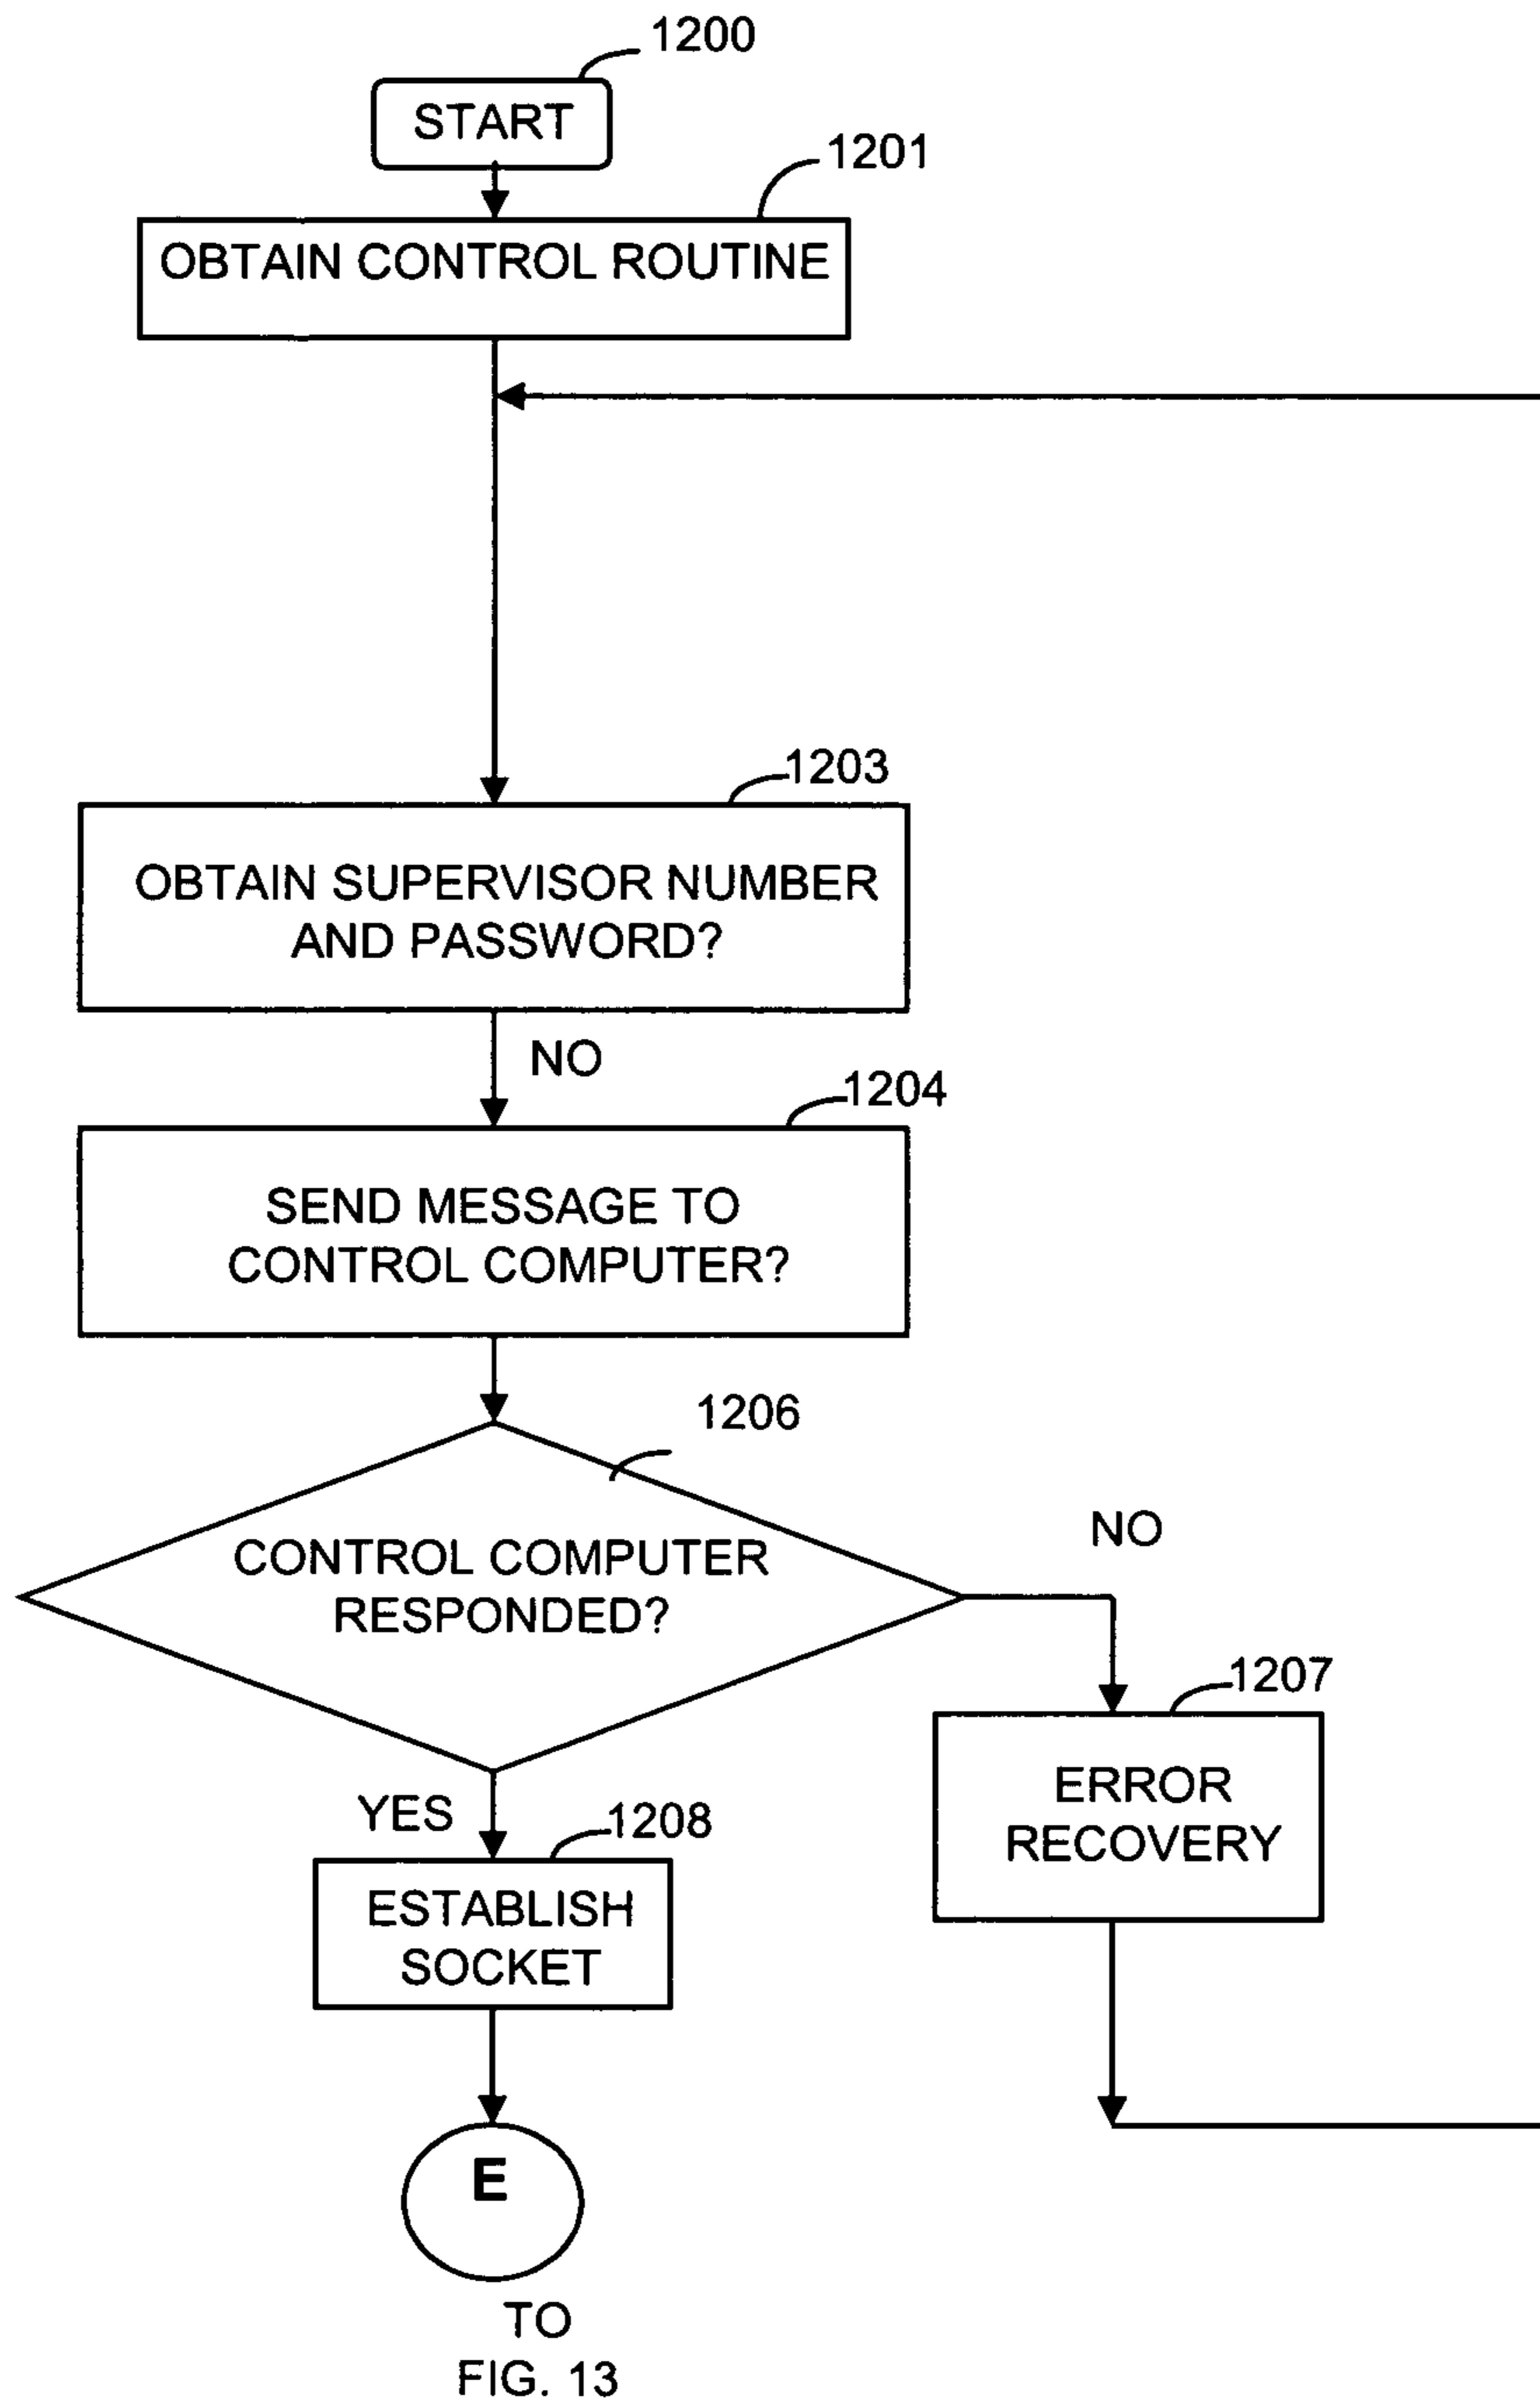 1200
START
1201
OBTAIN CONTROL ROUTINE
1203
OBTAIN SUPERVISOR NUMBER
AND PASSWORD?
NO
1204
SEND MESSAGE TO
CONTROL COMPUTER?
1206
CONTROL COMPUTER
RESPONDED?
NO
1207
ERROR
RECOVERY
YES
1208
ESTABLISH
SOCKET
E
TO
FIG. 13